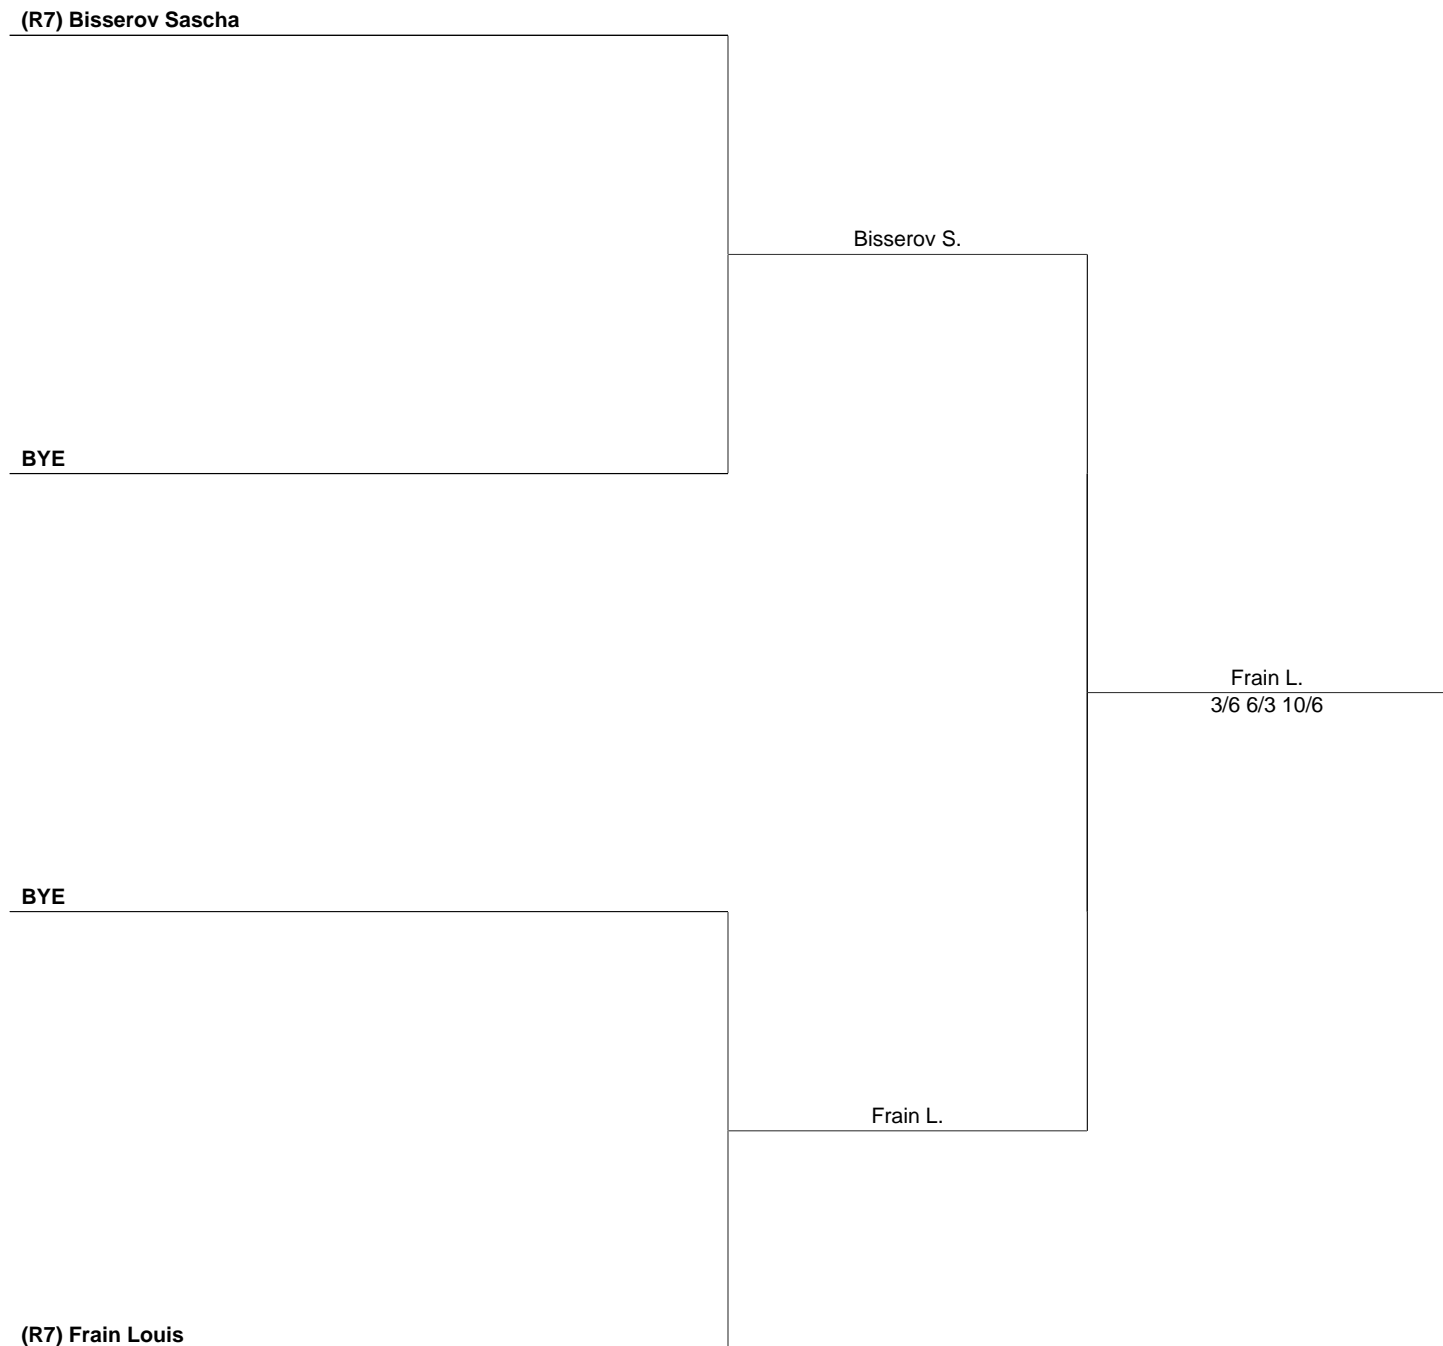 (R7) Bisserov Sascha
Bisserov S.
BYE
Frain L.
3/6 6/3 10/6
BYE
Frain L.
(R7) Frain Louis